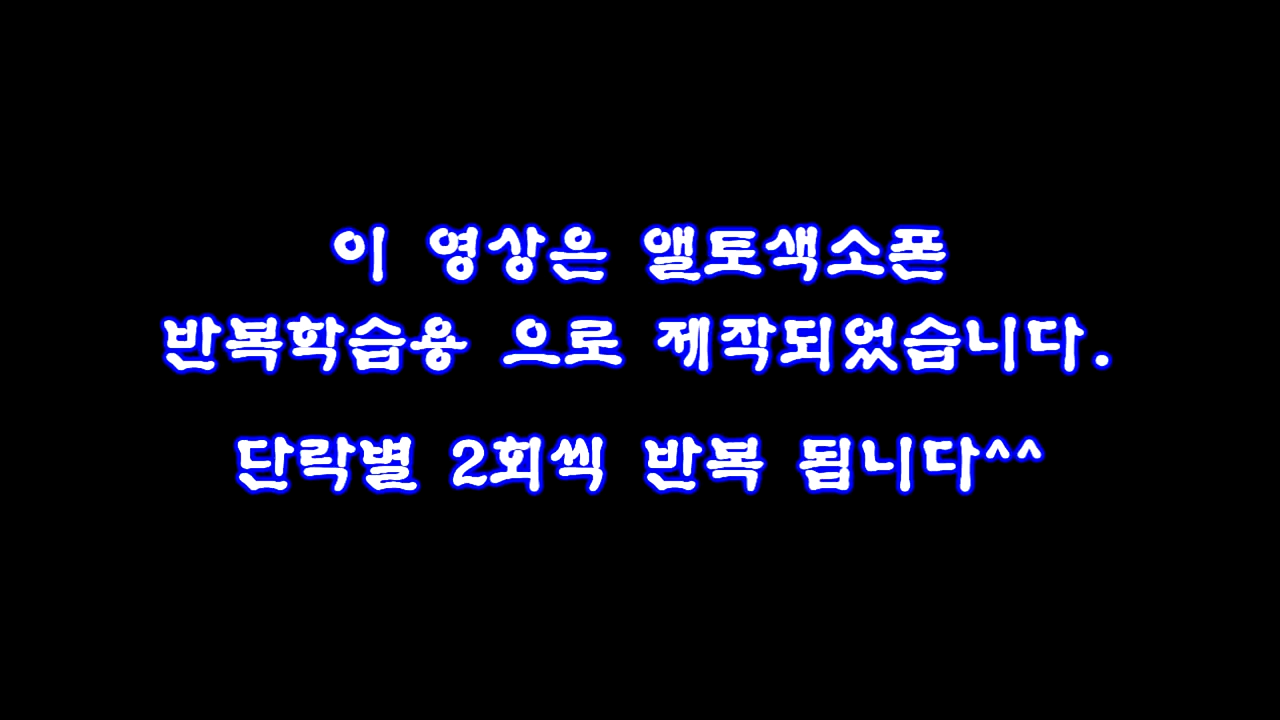 이 영상은 앨토색소폰
반복학습용 으로 제작되었습니다.
단락별 2회씩 반복 됩니다^^